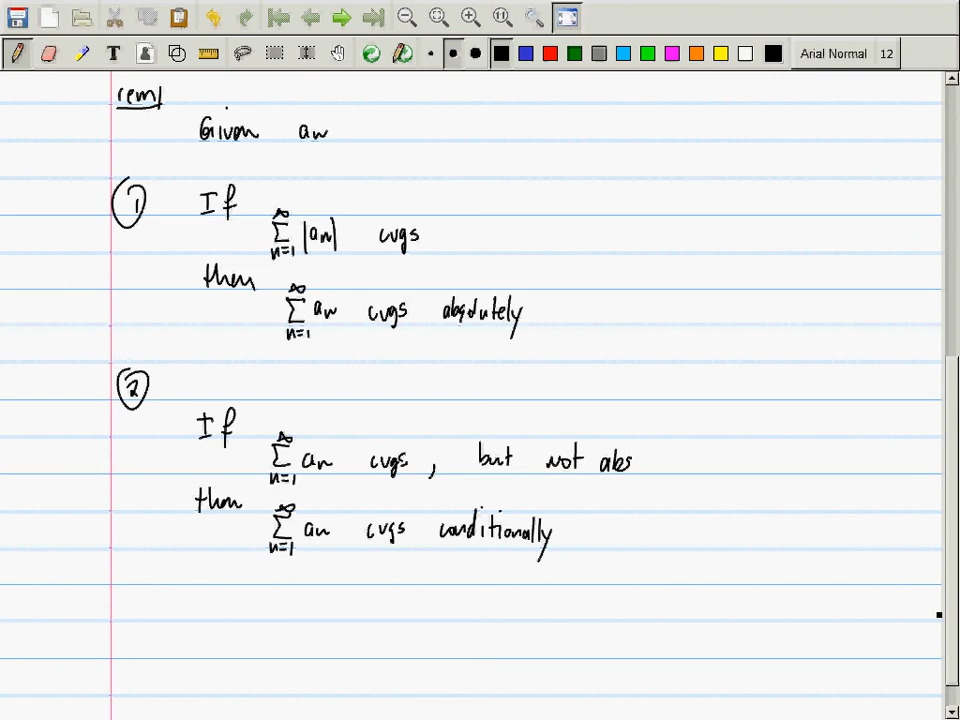 Arial Normal 12
rem
Given an
① If
∞
∑ |an| cvgs
n=1
then
∞
∑ an cvgs absolutely
n=1
②
If
∞
∑ an cvgs, but not abs
n=1
then
∞
∑ an cvgs conditionally
n=1